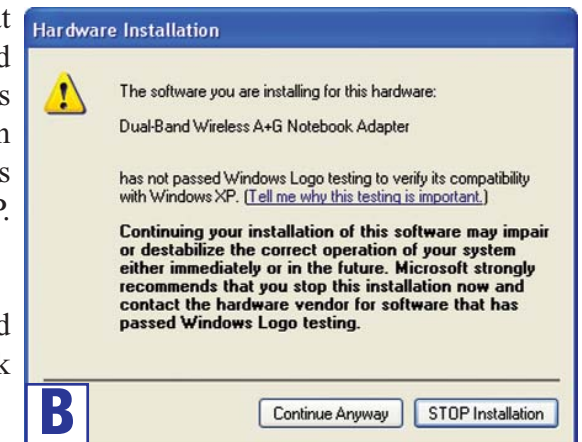 Hardware Installation
The software you are installing for this hardware:
Dual-Band Wireless A+G Notebook Adapter
has not passed Windows Logo testing to verify its compatibility
with Windows XP. (Tell me why this testing is important.)
Continuing your installation of this software may impair
or destabilize the correct operation of your system
either immediately or in the future. Microsoft strongly
recommends that you stop this installation now and
contact the hardware vendor for software that has
passed Windows Logo testing.
Continue Anyway
STOP Installation
B